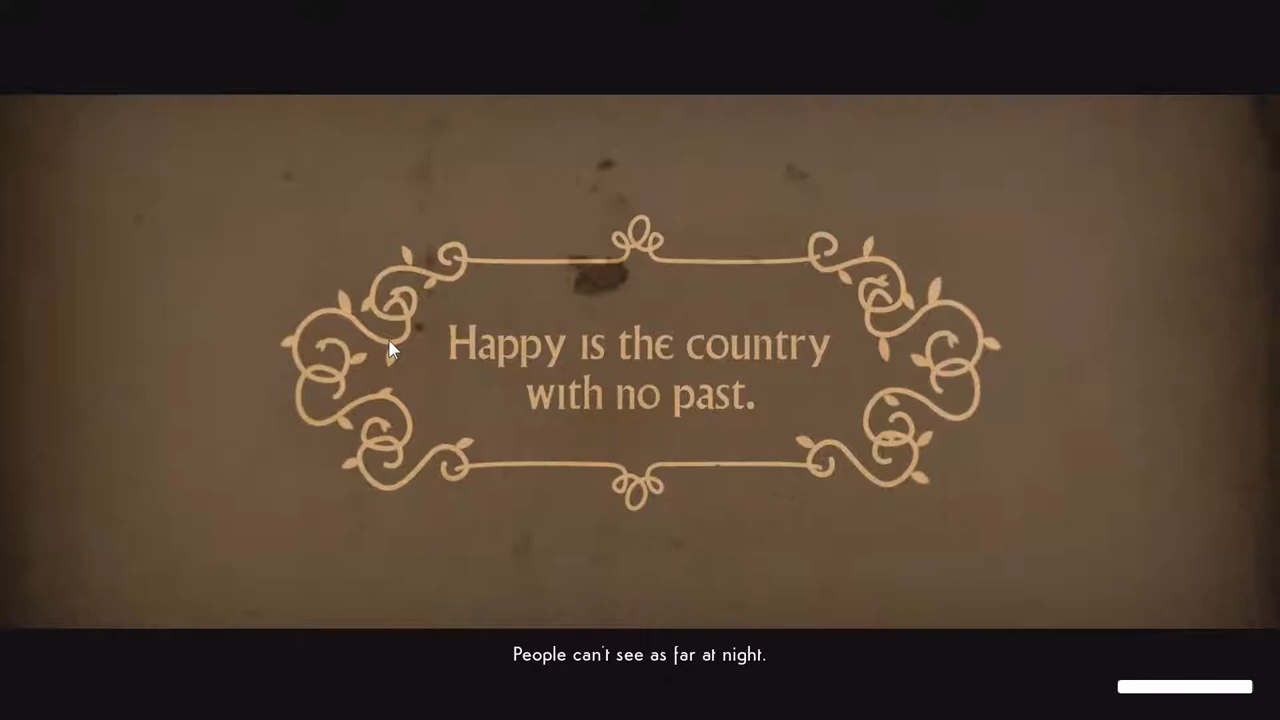 Happy is the country
with no past.
People can't see as far at night.